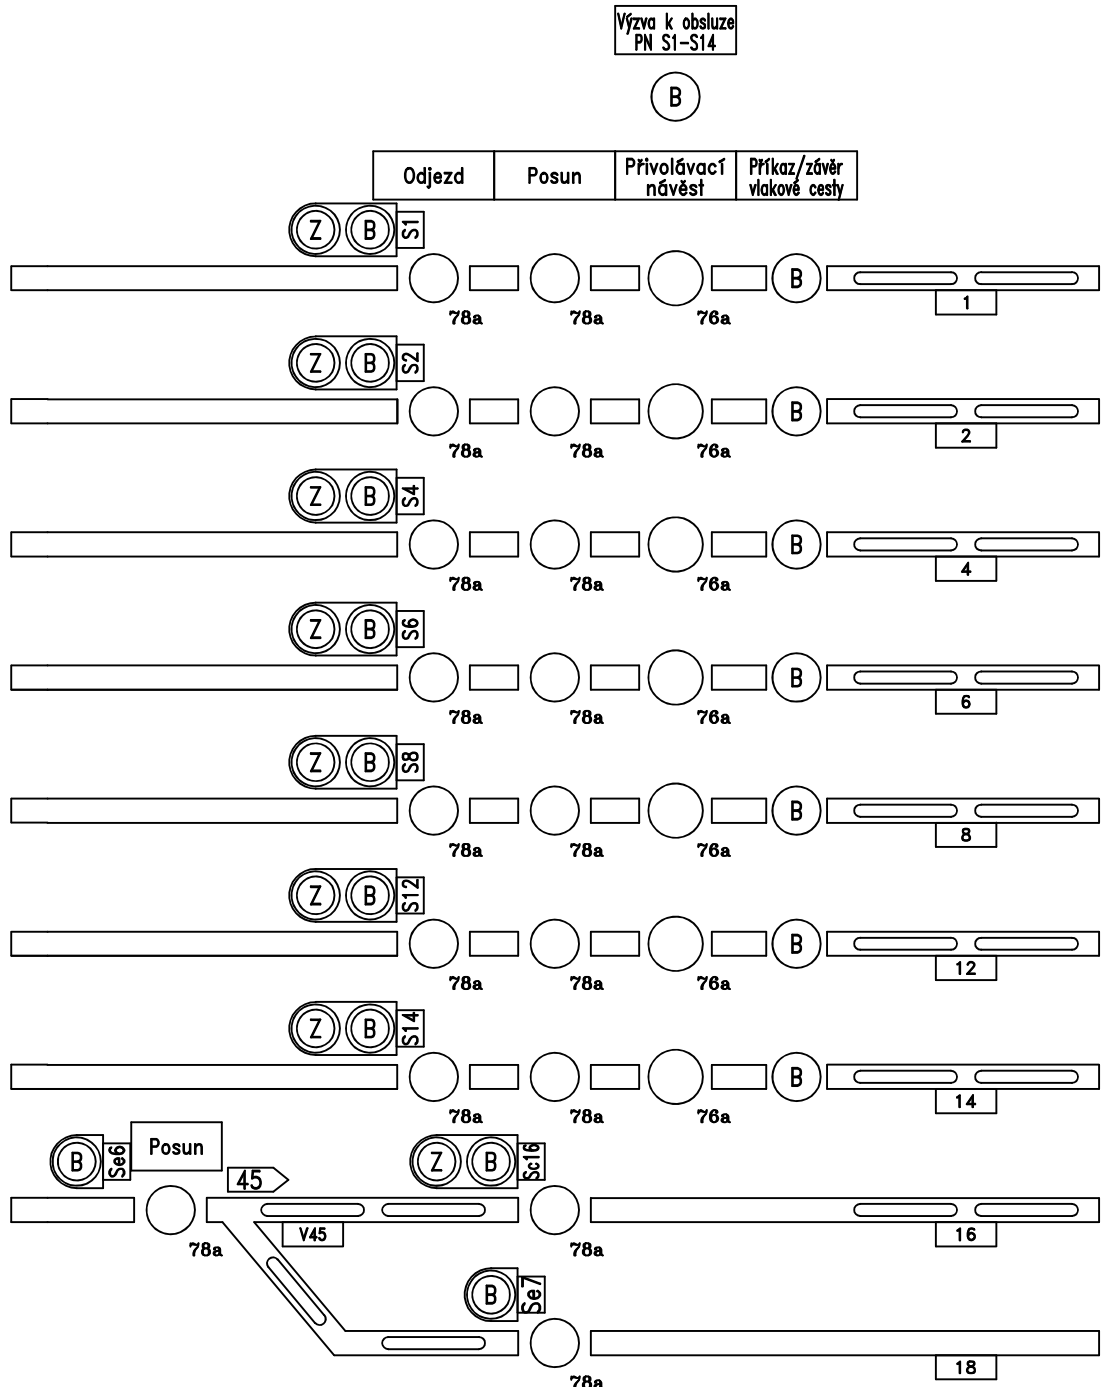 Výzva k obsluze
PN S1-S14
B
Odjezd Posun Přivolávací návěst Příkaz/závěr vlakové cesty
Z B S1
B
1
78a 78a 76a
Z B S2
B
2
78a 78a 76a
Z B S4
B
4
78a 78a 76a
Z B S6
B
6
78a 78a 76a
Z B S8
B
8
78a 78a 76a
Z B S12
B
12
78a 78a 76a
Z B S14
B
14
78a 78a 76a
B Se6 Posun Z B Sc16
45
V45 16
78a 78a
B Se7
18
78a